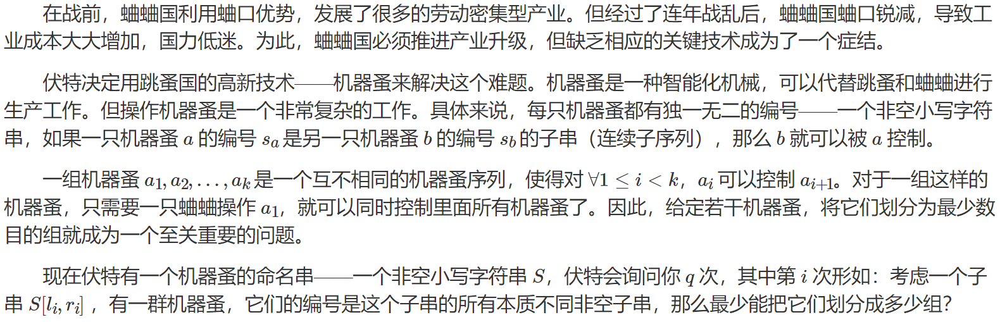 在战前，蛐蛐国利用蛐口优势，发展了很多的劳动密集型产业。但经过了连年战乱后，蛐蛐国蛐口锐减，导致工
业成本大大增加，国力低迷。为此，蛐蛐国必须推进产业升级，但缺乏相应的关键技术成为了一个症结。
伏特决定用跳蚤国的高新技术——机器蚤来解决这个难题。机器蚤是一种智能化机械，可以代替跳蚤和蛐蛐进行
生产工作。但操作机器蚤是一个非常复杂的工作。具体来说，每只机器蚤都有独一无二的编号——一个非空小写字符
串，如果一只机器蚤 a 的编号 sₐ 是另一只机器蚤 b 的编号 s_b 的子串（连续子序列），那么 b 就可以被 a 控制。
一组机器蚤 a₁, a₂, …, aₖ 是一个互不相同的机器蚤序列，使得对 ∀1 ≤ i < k，aᵢ 可以控制 aᵢ₊₁。对于一组这样的
机器蚤，只需要一只蛐蛐操作 a₁，就可以同时控制里面所有机器蚤了。因此，给定若干机器蚤，将它们划分为最少数
目的组就成为一个至关重要的问题。
现在伏特有一个机器蚤的命名串——一个非空小写字符串 S，伏特会询问你 q 次，其中第 i 次形如：考虑一个子
串 S[lᵢ, rᵢ] ，有一群机器蚤，它们的编号是这个子串的所有本质不同非空子串，那么最少能把它们划分成多少组？